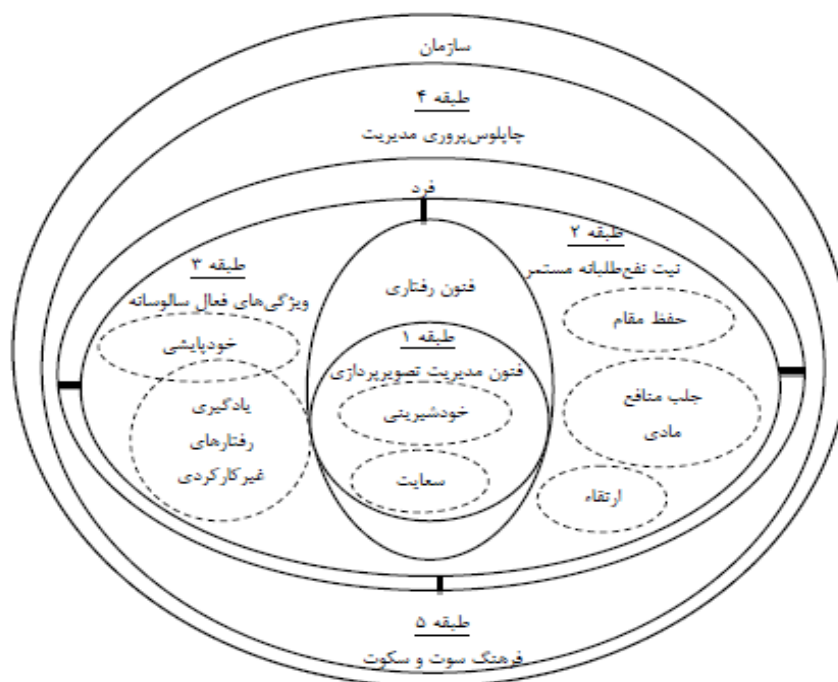 سازمان
طبقه ۴
چاپلوس‌پروری مدیریت
فرد
طبقه ۲
نیت نفع‌طلبانه مستمر
حفظ مقام
جلب منافع
مادی
ارتقاء
فنون رفتاری
طبقه ۱
فنون مدیریت تصویرپردازی
خودشیرینی
سعایت
طبقه ۳
ویژگی‌های فعال سالوسانه
خودپایشی
یادگیری
رفتارهای
غیرکارکردی
طبقه ۵
فرهنگ سوت و سکوت